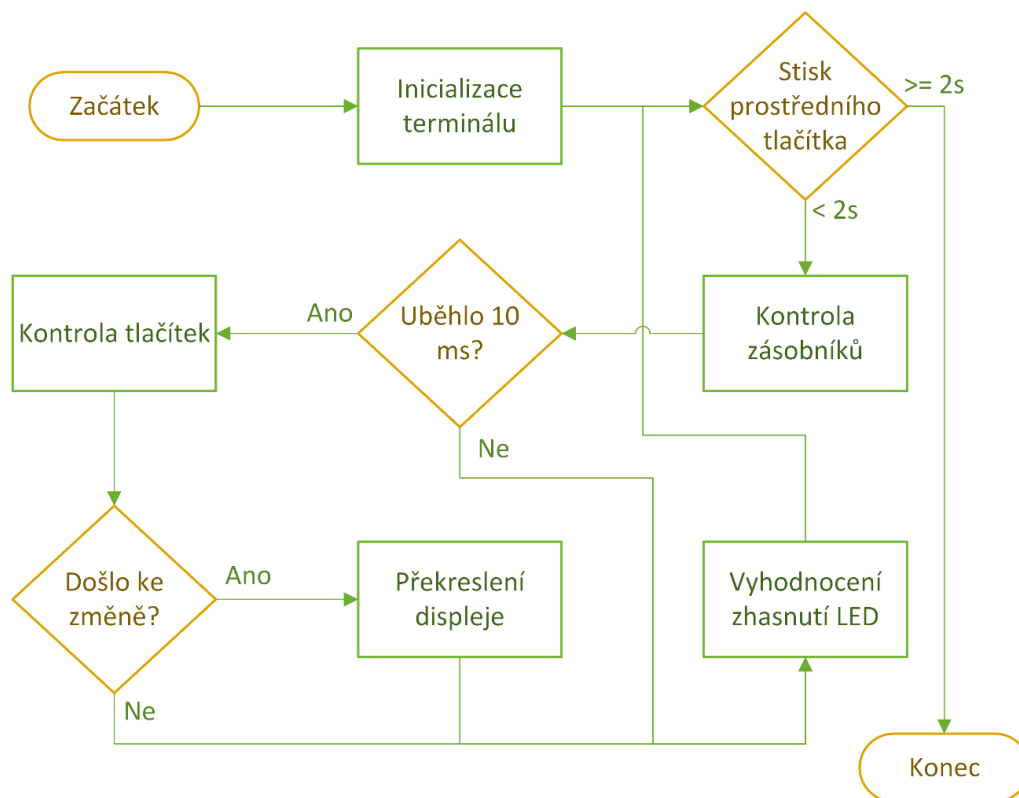 Začátek
Inicializace
terminálu
Stisk
prostředního
tlačítka
>= 2s
< 2s
Kontrola
zásobníků
Uběhlo 10
ms?
Ano
Ne
Kontrola tlačítek
Došlo ke
změně?
Ano
Ne
Překreslení
displeje
Vyhodnocení
zhasnutí LED
Konec